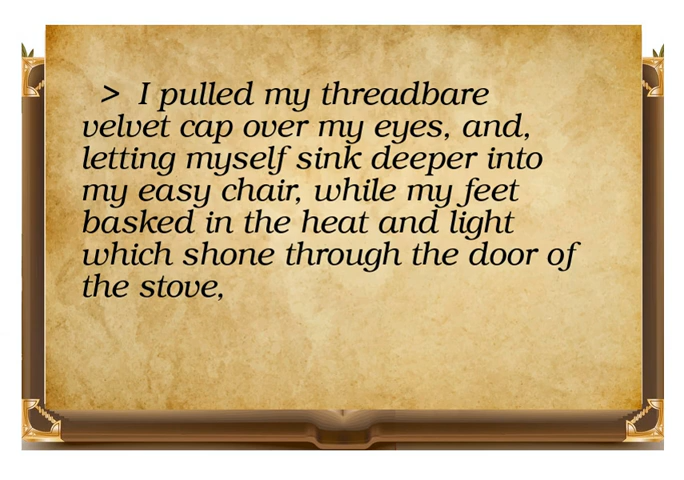 > I pulled my threadbare
velvet cap over my eyes, and,
letting myself sink deeper into
my easy chair, while my feet
basked in the heat and light
which shone through the door of
the stove,